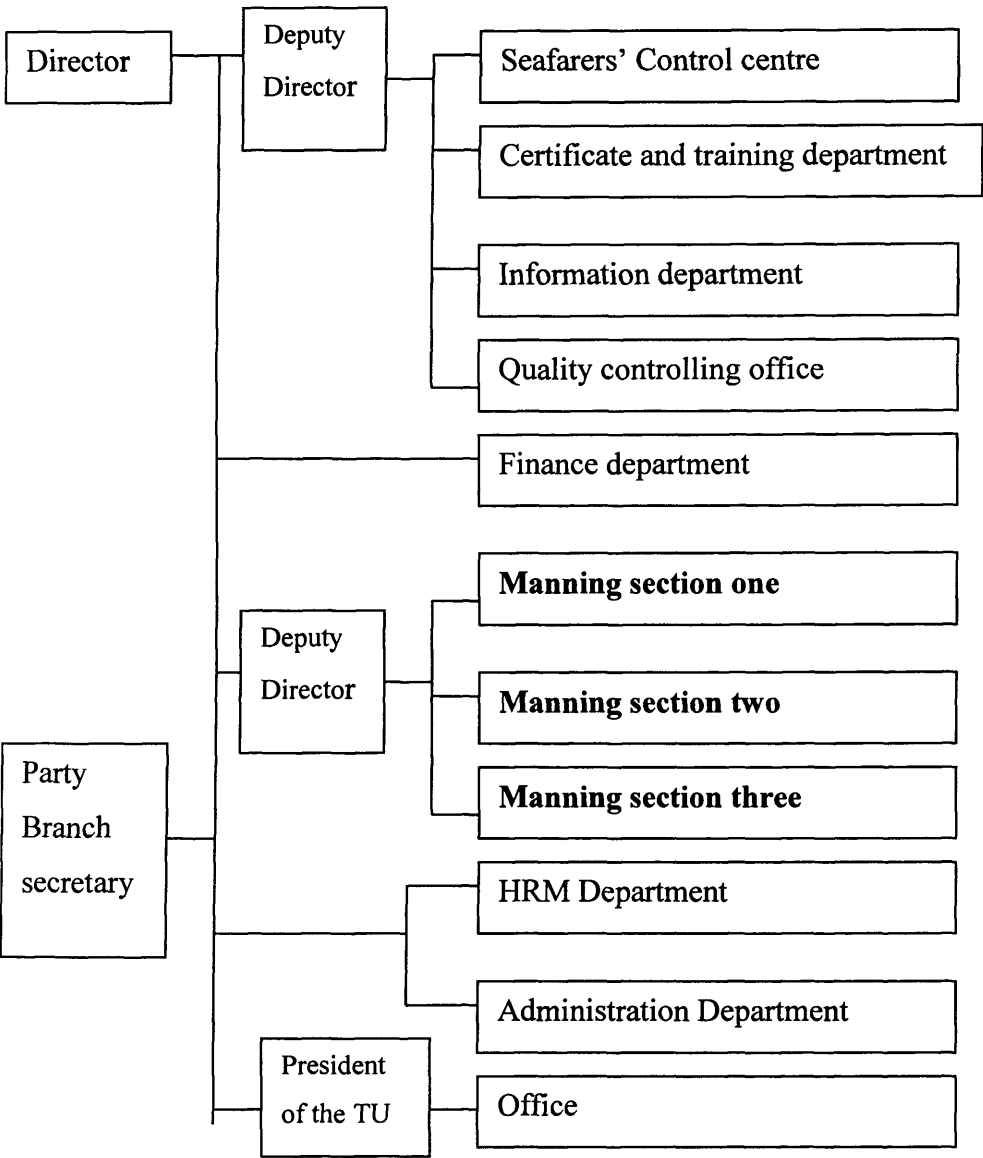 Director
Deputy
Director
Seafarers' Control centre
Certificate and training department
Information department
Quality controlling office
Finance department
Deputy
Director
Manning section one
Manning section two
Manning section three
Party
Branch
secretary
HRM Department
Administration Department
President
of the TU
Office